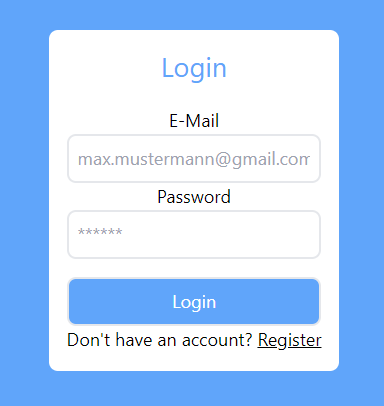 Login
E-Mail
max.mustermann@gmail.com
Password
******
Login
Don't have an account? Register